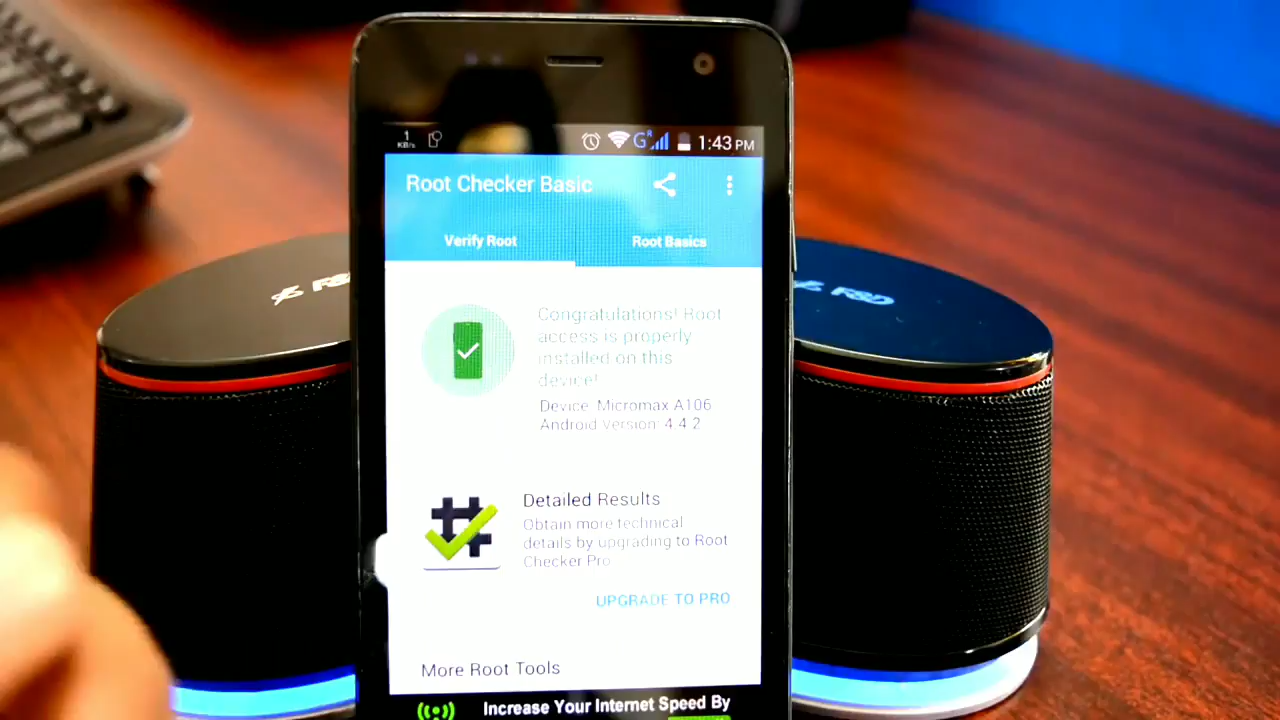 1
KB/s
G R
1:43 PM
Root Checker Basic
Verify Root
Root Basics
F&D
Congratulations! Root
access is properly
installed on this
device!
Device: Micromax A106
Android Version: 4.4.2
Detailed Results
Obtain more technical
details by upgrading to Root
Checker Pro
UPGRADE TO PRO
More Root Tools
Increase Your Internet Speed By